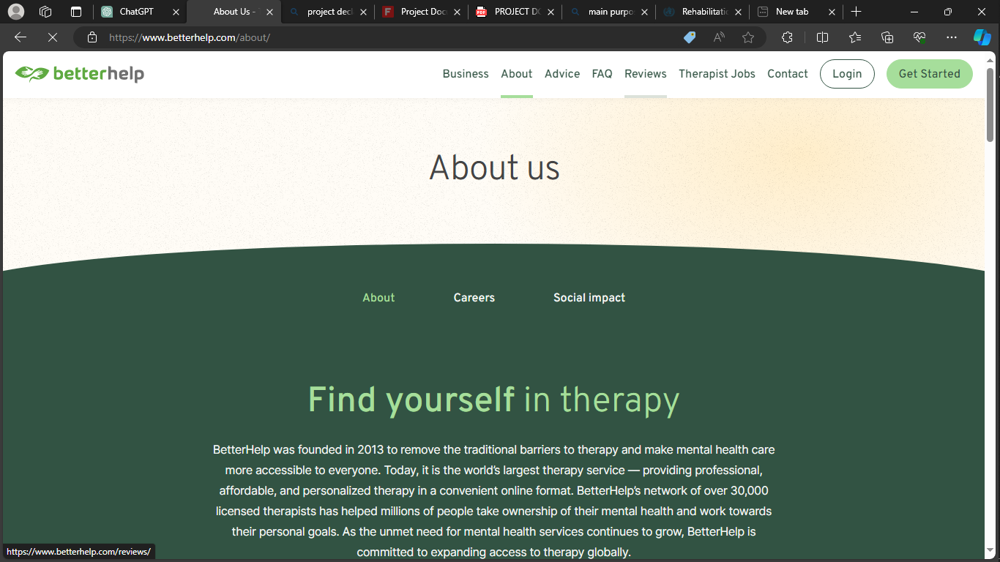 ChatGPT
About Us -
project decl
Project Doc
PROJECT DO
main purpo
Rehabilitatio
New tab
https://www.betterhelp.com/about/
betterhelp
Business About Advice FAQ Reviews Therapist Jobs Contact Login Get Started
About us
About Careers Social impact
Find yourself in therapy
BetterHelp was founded in 2013 to remove the traditional barriers to therapy and make mental health care
more accessible to everyone. Today, it is the world’s largest therapy service — providing professional,
affordable, and personalized therapy in a convenient online format. BetterHelp’s network of over 30,000
licensed therapists has helped millions of people take ownership of their mental health and work towards
their personal goals. As the unmet need for mental health services continues to grow, BetterHelp is
committed to expanding access to therapy globally.
https://www.betterhelp.com/reviews/